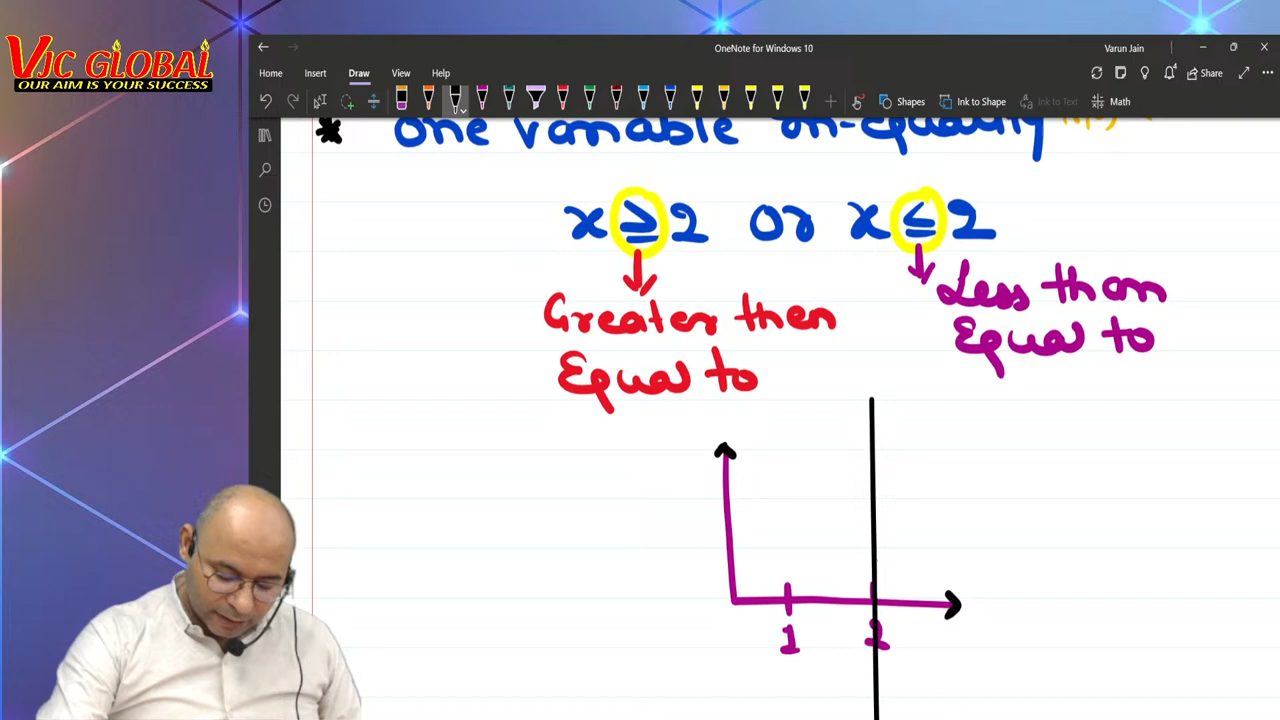 VJC GLOBAL
OUR AIM IS YOUR SUCCESS
OneNote for Windows 10
Varun Jain
Home Insert Draw View Help
Share
Shapes Ink to Shape Ink to Text Math
* One variable in-equality
x ≥ 2 or x ≤ 2
Greater then
Equal to
Less than
Equal to
1 2